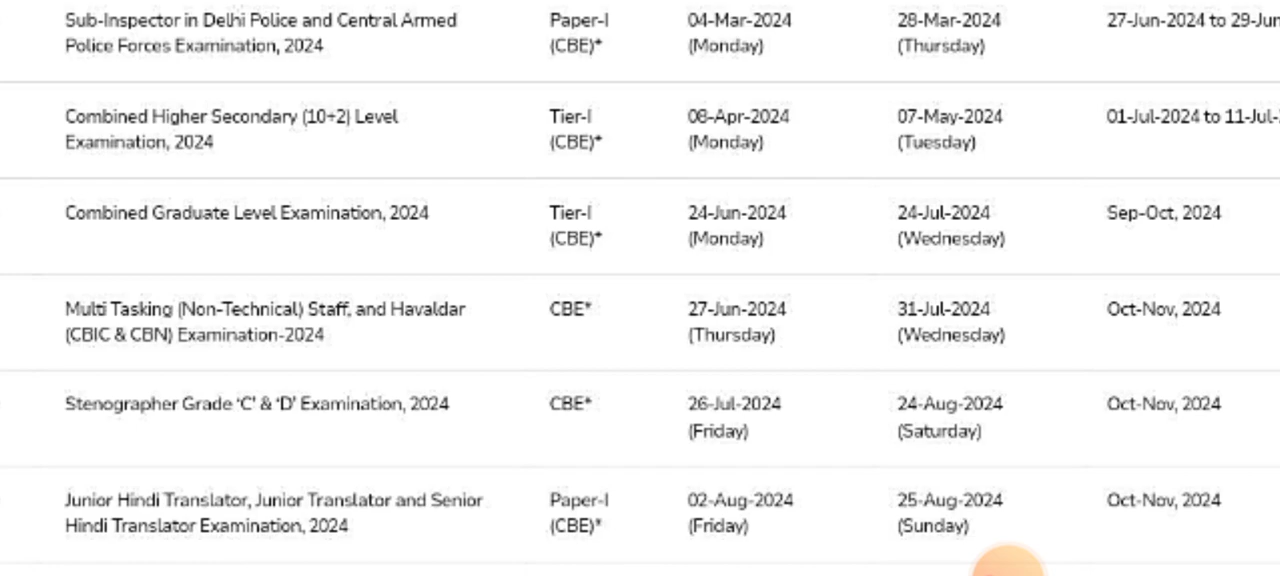 Sub-Inspector in Delhi Police and Central Armed Paper-I 04-Mar-2024 28-Mar-2024 27-Jun-2024 to 29-Jun
Police Forces Examination, 2024 (CBE)* (Monday) (Thursday)
Combined Higher Secondary (10+2) Level Tier-I 08-Apr-2024 07-May-2024 01-Jul-2024 to 11-Jul-
Examination, 2024 (CBE)* (Monday) (Tuesday)
Combined Graduate Level Examination, 2024 Tier-I 24-Jun-2024 24-Jul-2024 Sep-Oct, 2024
(CBE)* (Monday) (Wednesday)
Multi Tasking (Non-Technical) Staff, and Havaldar CBE* 27-Jun-2024 31-Jul-2024 Oct-Nov, 2024
(CBIC & CBN) Examination-2024 (Thursday) (Wednesday)
Stenographer Grade ‘C’ & ‘D’ Examination, 2024 CBE* 26-Jul-2024 24-Aug-2024 Oct-Nov, 2024
(Friday) (Saturday)
Junior Hindi Translator, Junior Translator and Senior Paper-I 02-Aug-2024 25-Aug-2024 Oct-Nov, 2024
Hindi Translator Examination, 2024 (CBE)* (Friday) (Sunday)